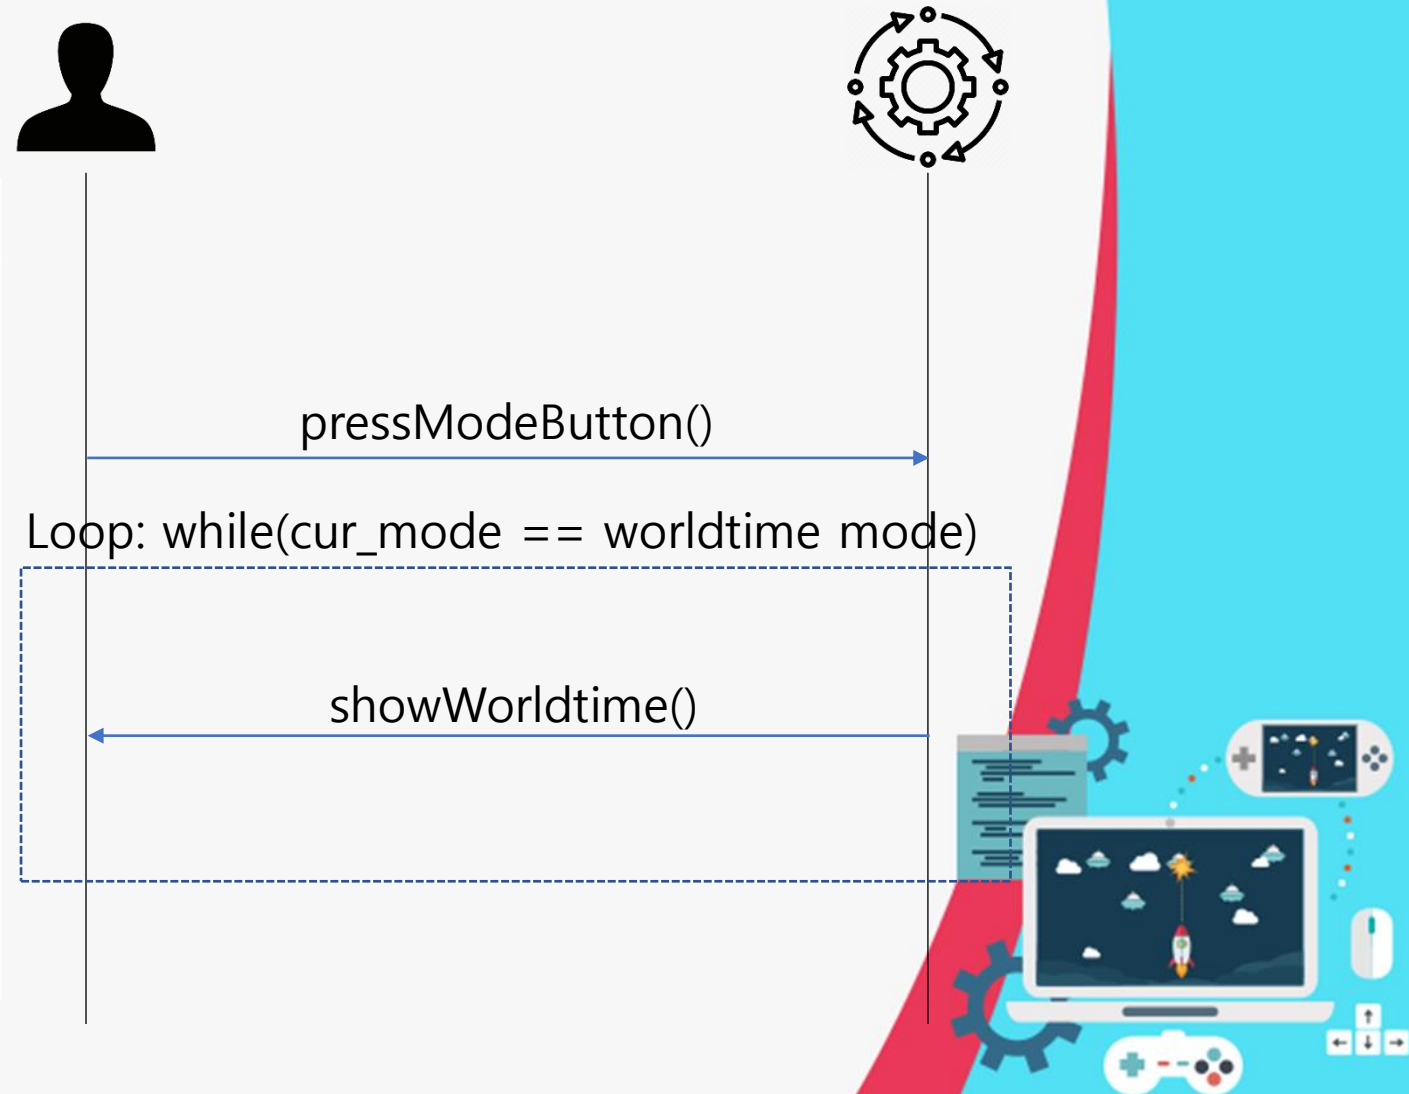 pressModeButton()
Loop: while(cur_mode == worldtime mode)
showWorldtime()